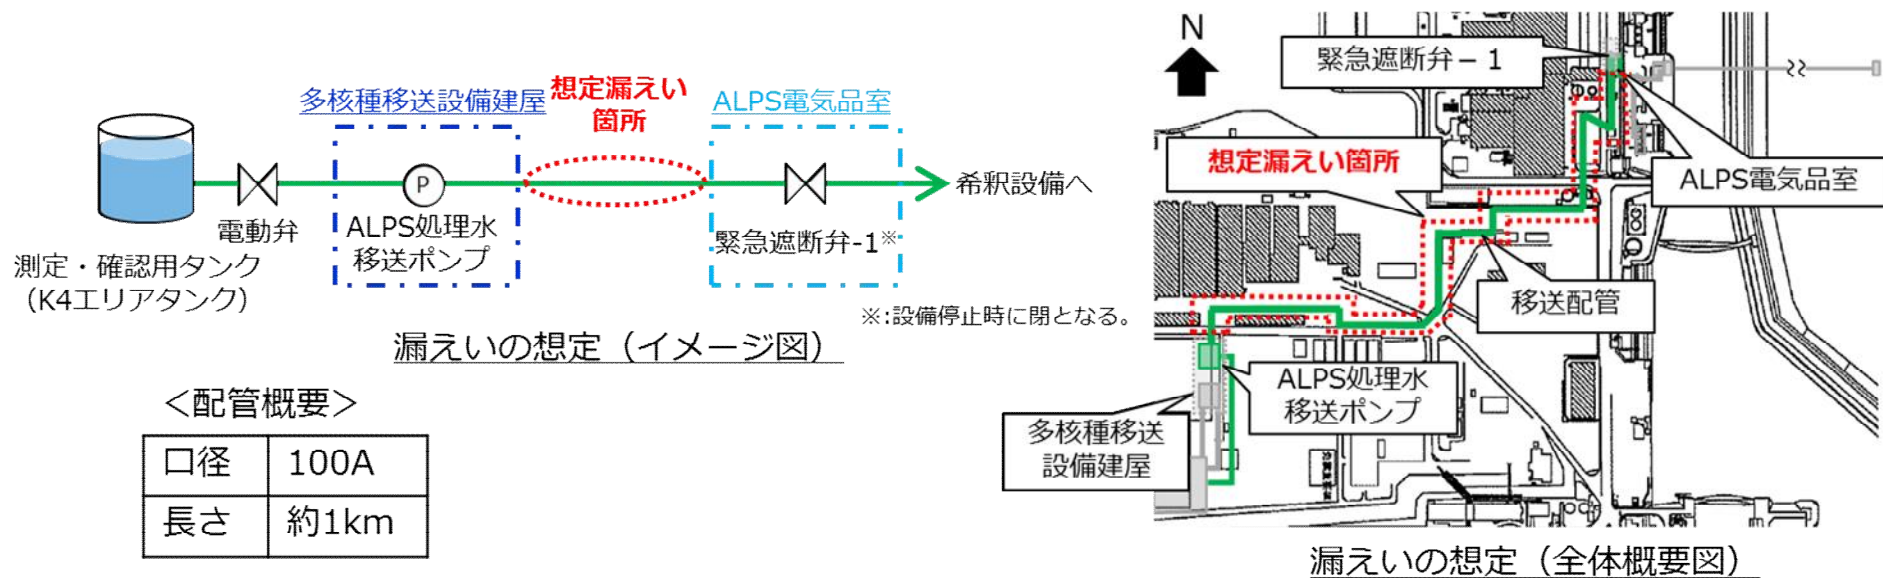 多核種移送設備建屋
想定漏えい
箇所
ALPS電気品室
P
電動弁
ALPS処理水
移送ポンプ
緊急遮断弁-1※
希釈設備へ
測定・確認用タンク
（K4エリアタンク）
※:設備停止時に閉となる。
漏えいの想定（イメージ図）
＜配管概要＞
口径 100A
長さ 約1km
N
緊急遮断弁－1
想定漏えい箇所
ALPS電気品室
移送配管
ALPS処理水
移送ポンプ
多核種移送
設備建屋
漏えいの想定（全体概要図）